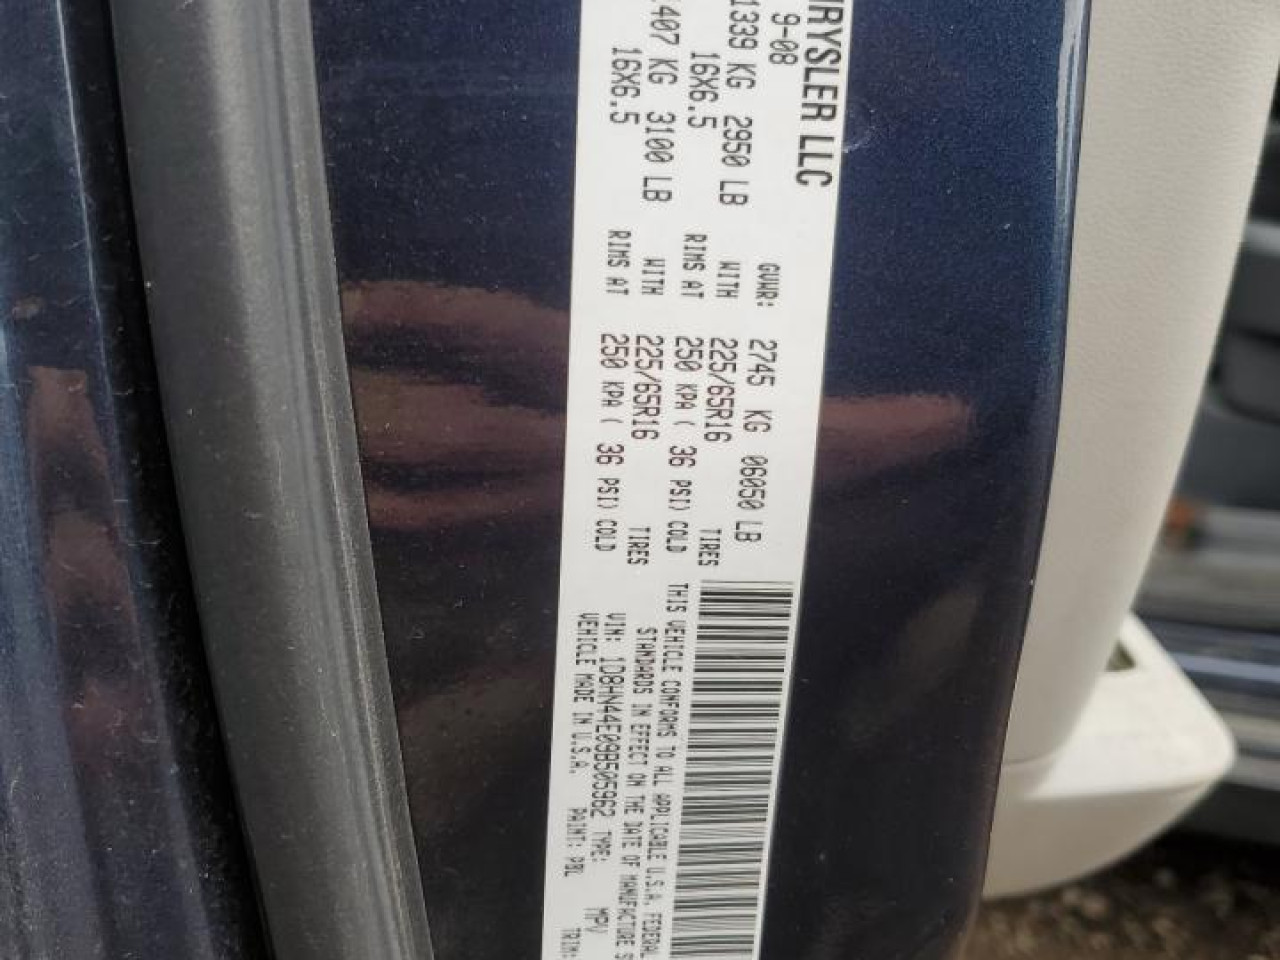 HRYSLER LLC
9-08 GVWR: 2745 KG 06050 LB
1339 KG 2950 LB WITH 225/65R16 TIRES
16X6.5 RIMS AT 250 KPA ( 36 PSI) COLD
407 KG 3100 LB WITH 225/65R16 TIRES
16X6.5 RIMS AT 250 KPA ( 36 PSI) COLD
THIS VEHICLE CONFORMS TO ALL APPLICABLE U.S.A. FEDERAL
STANDARDS IN EFFECT ON THE DATE OF MANUFACTURE S
VIN: 1D8HN44E09B505962 TYPE: MPV
VEHICLE MADE IN U.S.A. PAINT: PBL TRIM: